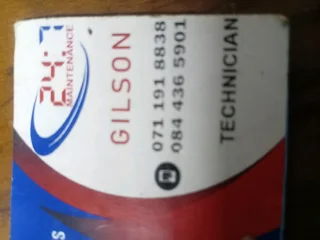 24:7
MAINTENANCE
GILSON
071 191 8838
084 436 5901
TECHNICIAN